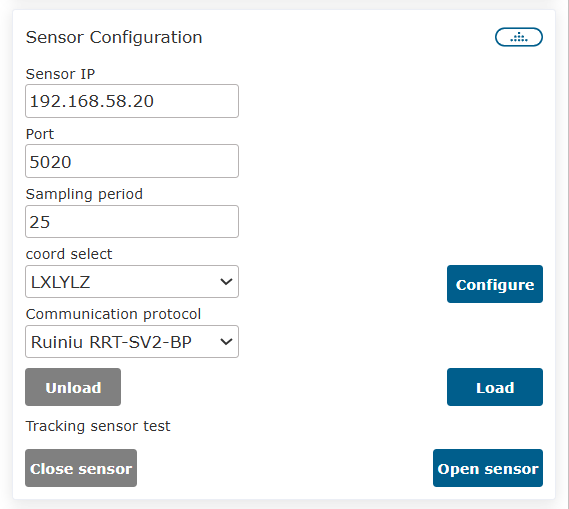 Sensor Configuration
Sensor IP
192.168.58.20
Port
5020
Sampling period
25
coord select
LXLYLZ
Configure
Communication protocol
Ruiniu RRT-SV2-BP
Unload
Load
Tracking sensor test
Close sensor
Open sensor